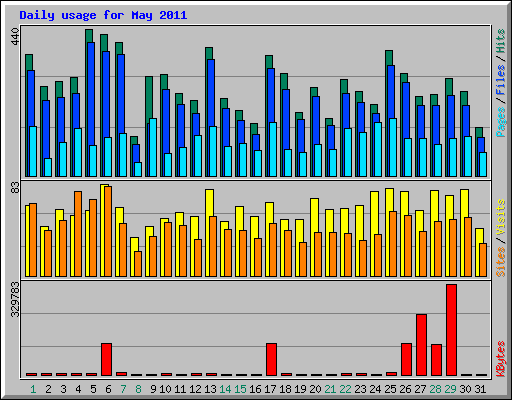 Daily usage for May 2011
440
Pages / Files / Hits
83
Sites / Visits
329783
KBytes
1 2 3 4 5 6 7 8 9 10 11 12 13 14 15 16 17 18 19 20 21 22 23 24 25 26 27 28 29 30 31